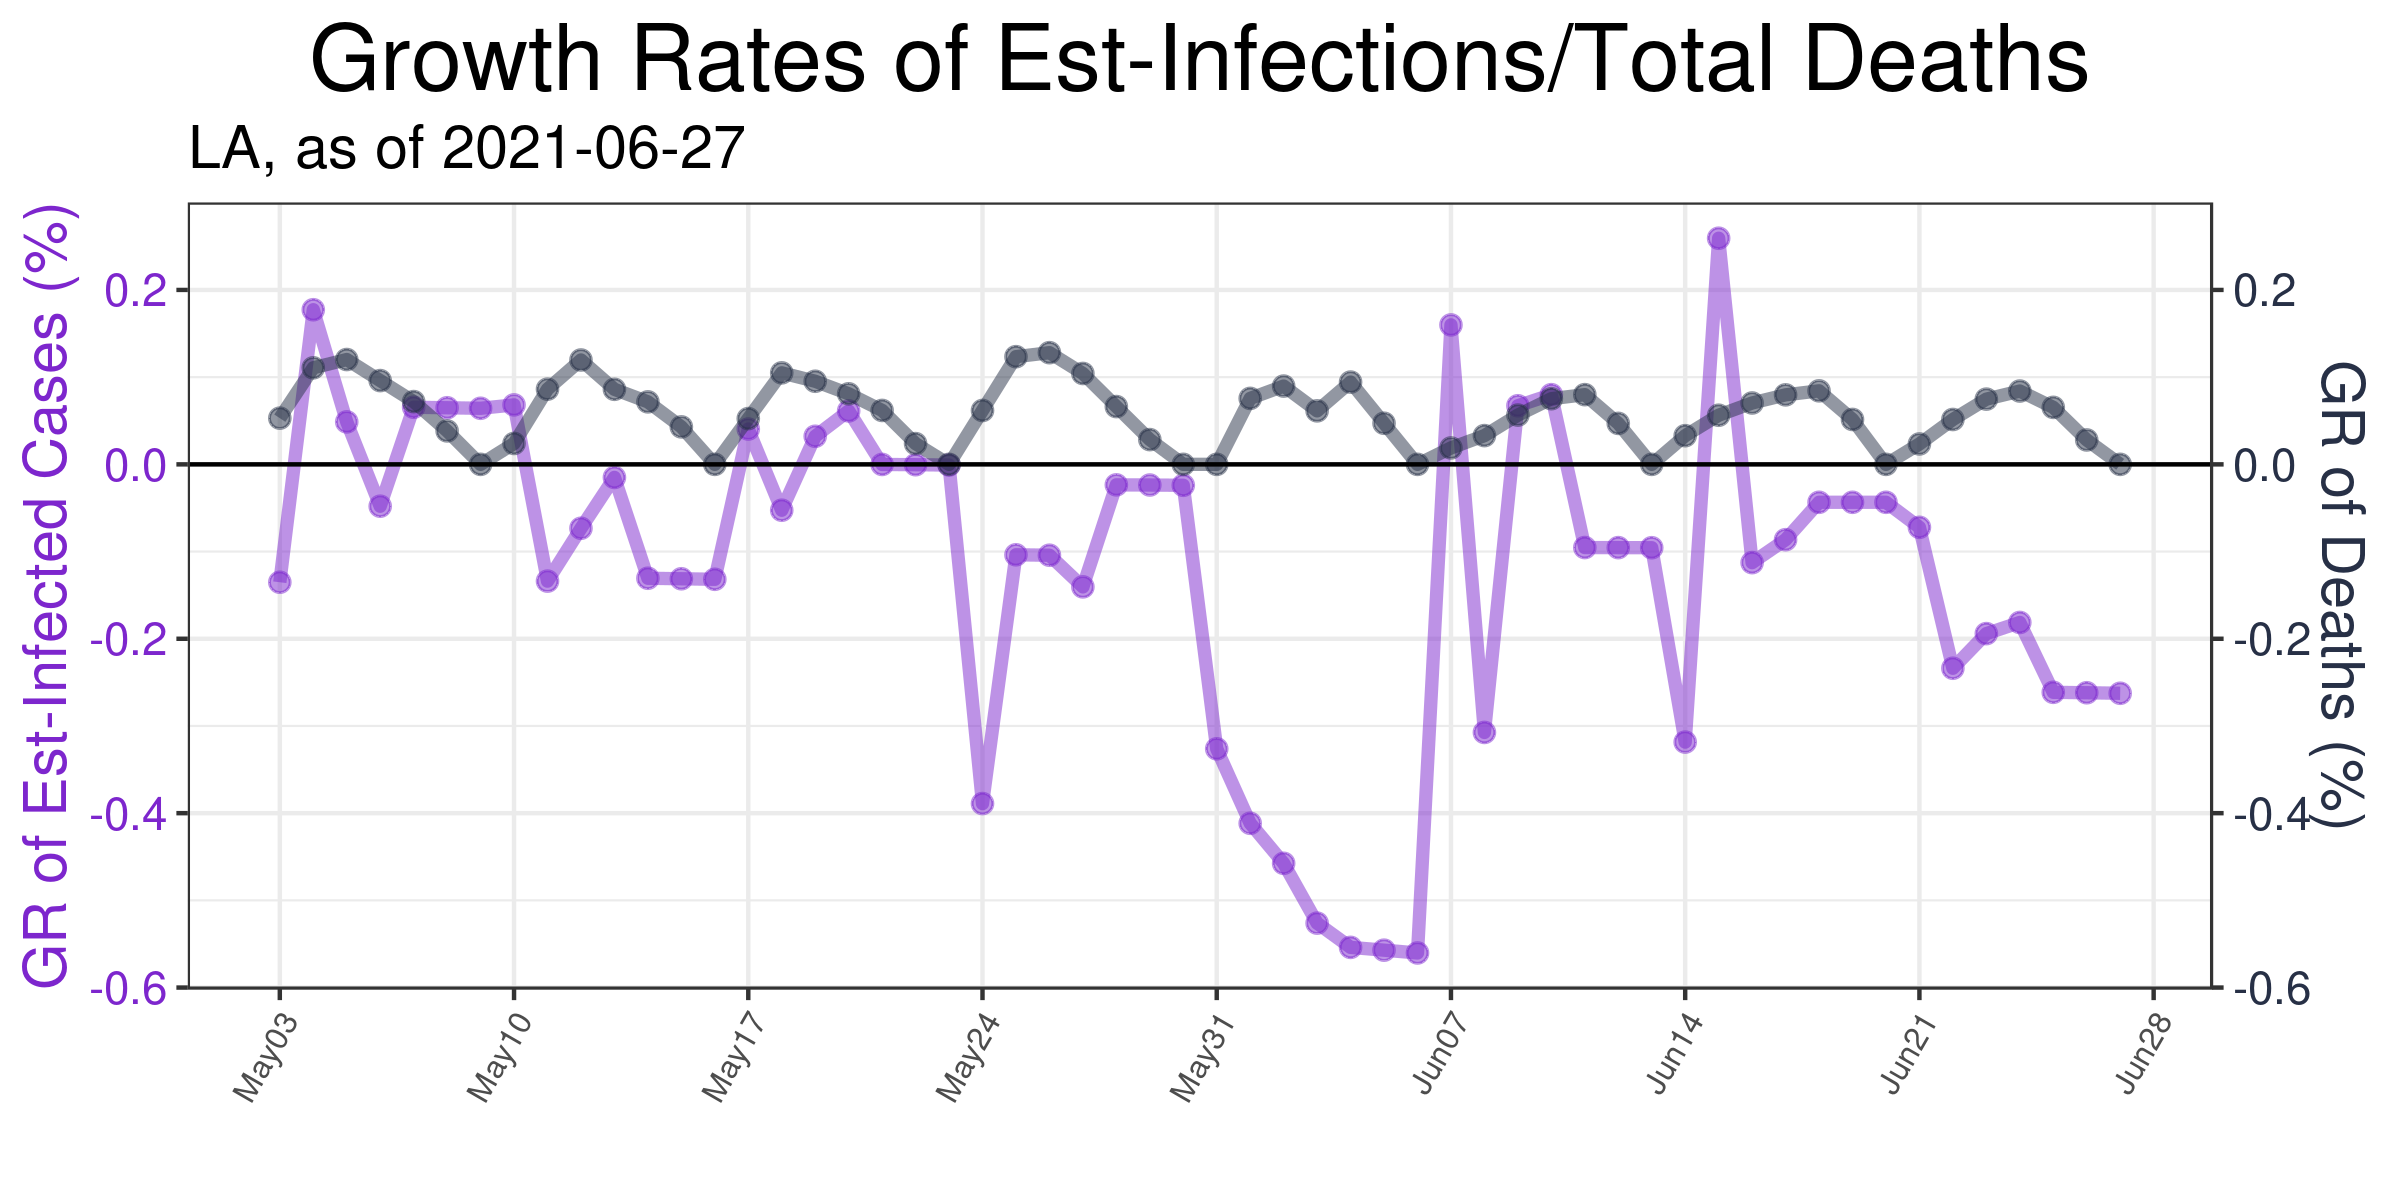 Growth Rates of Est-Infections/Total Deaths
LA, as of 2021-06-27
GR of Est-Infected Cases (%)
0.2
0.0
-0.2
-0.4
-0.6
0.2
0.0
-0.2
-0.4
-0.6
GR of Deaths (%)
May03
May10
May17
May24
May31
Jun07
Jun14
Jun21
Jun28